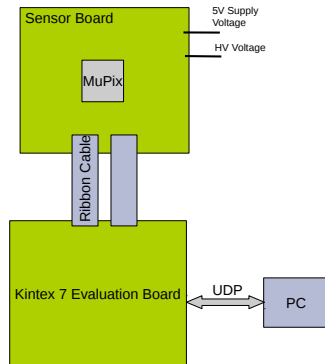 Sensor Board
5V Supply
Voltage
HV Voltage
MuPix
Ribbon Cable
Kintex 7 Evaluation Board
UDP
PC